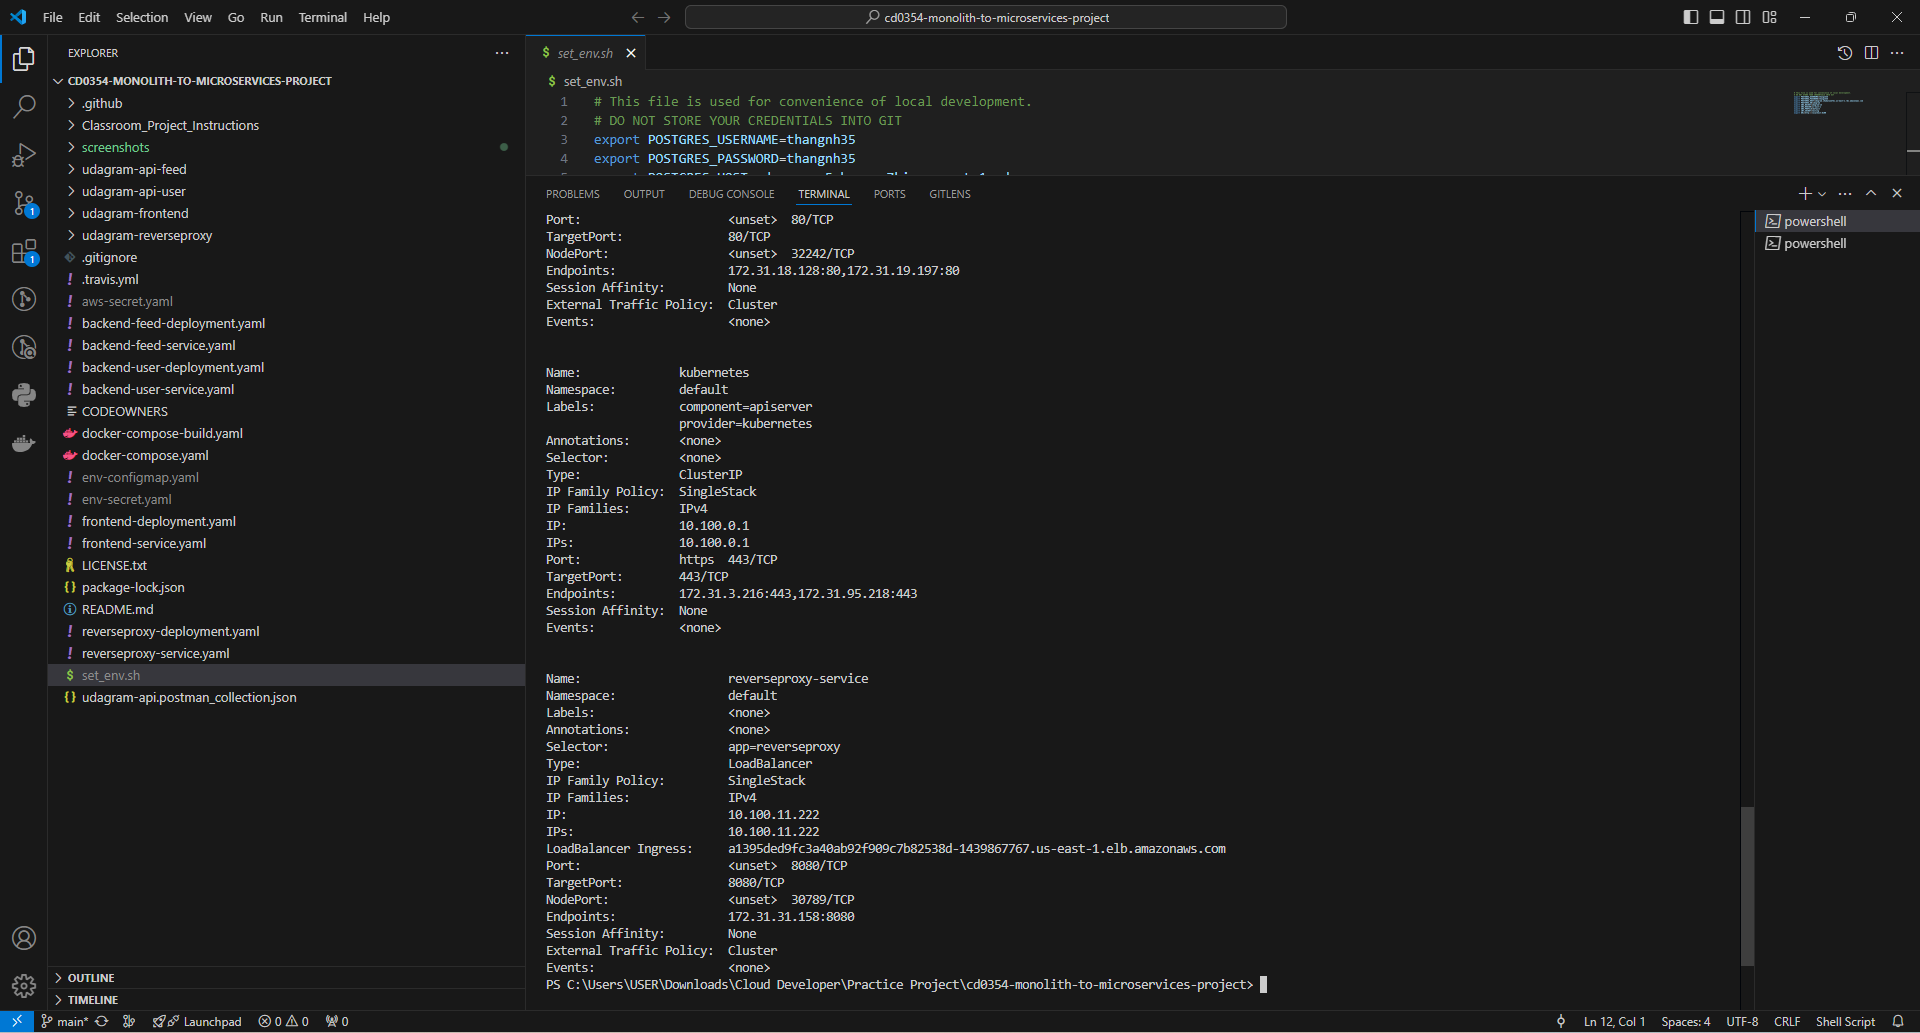 File Edit Selection View Go Run Terminal Help
cd0354-monolith-to-microservices-project
EXPLORER
CD0354-MONOLITH-TO-MICROSERVICES-PROJECT
.github
Classroom_Project_Instructions
screenshots
udagram-api-feed
udagram-api-user
udagram-frontend
udagram-reverseproxy
.gitignore
.travis.yml
aws-secret.yaml
backend-feed-deployment.yaml
backend-feed-service.yaml
backend-user-deployment.yaml
backend-user-service.yaml
CODEOWNERS
docker-compose-build.yaml
docker-compose.yaml
env-configmap.yaml
env-secret.yaml
frontend-deployment.yaml
frontend-service.yaml
LICENSE.txt
package-lock.json
README.md
reverseproxy-deployment.yaml
reverseproxy-service.yaml
set_env.sh
udagram-api.postman_collection.json
OUTLINE
TIMELINE
1
1
set_env.sh
set_env.sh
1 # This file is used for convenience of local development.
2 # DO NOT STORE YOUR CREDENTIALS INTO GIT
3 export POSTGRES_USERNAME=thangnh35
4 export POSTGRES_PASSWORD=thangnh35
PROBLEMS OUTPUT DEBUG CONSOLE TERMINAL PORTS GITLENS
powershell
powershell
Port: <unset> 80/TCP
TargetPort: 80/TCP
NodePort: <unset> 32242/TCP
Endpoints: 172.31.18.128:80,172.31.19.197:80
Session Affinity: None
External Traffic Policy: Cluster
Events: <none>
Name: kubernetes
Namespace: default
Labels: component=apiserver
provider=kubernetes
Annotations: <none>
Selector: <none>
Type: ClusterIP
IP Family Policy: SingleStack
IP Families: IPv4
IP: 10.100.0.1
IPs: 10.100.0.1
Port: https 443/TCP
TargetPort: 443/TCP
Endpoints: 172.31.3.216:443,172.31.95.218:443
Session Affinity: None
Events: <none>
Name: reverseproxy-service
Namespace: default
Labels: <none>
Annotations: <none>
Selector: app=reverseproxy
Type: LoadBalancer
IP Family Policy: SingleStack
IP Families: IPv4
IP: 10.100.11.222
IPs: 10.100.11.222
LoadBalancer Ingress: a1395ded9fc3a40ab92f909c7b82538d-1439867767.us-east-1.elb.amazonaws.com
Port: <unset> 8080/TCP
TargetPort: 8080/TCP
NodePort: <unset> 30789/TCP
Endpoints: 172.31.31.158:8080
Session Affinity: None
External Traffic Policy: Cluster
Events: <none>
PS C:\Users\USER\Downloads\Cloud Developer\Practice Project\cd0354-monolith-to-microservices-project>
main* Launchpad 0 0 0 Ln 12, Col 1 Spaces: 4 UTF-8 CRLF Shell Script